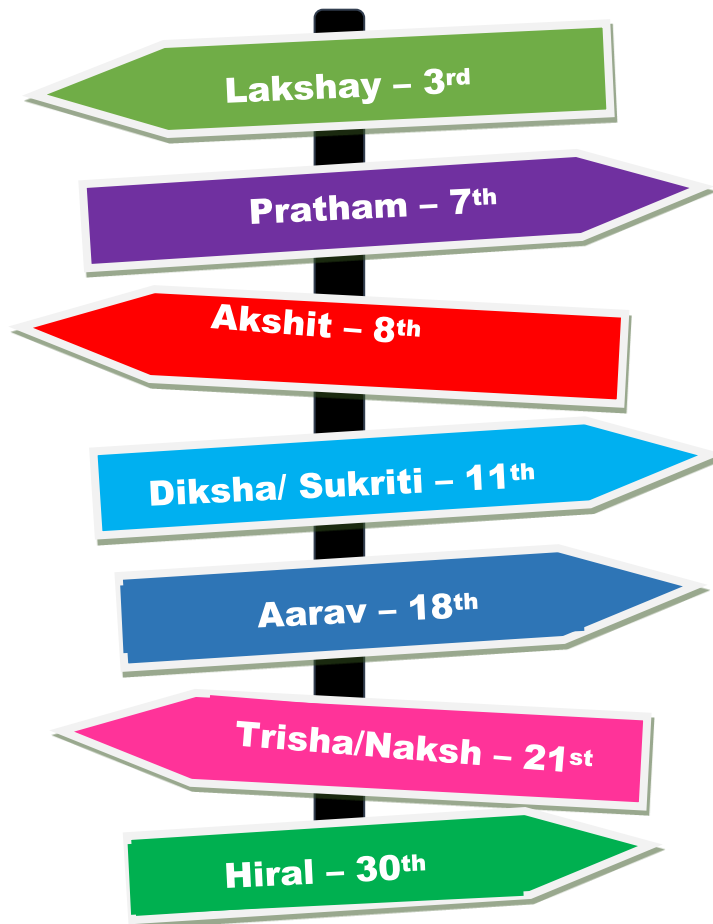 Lakshay – 3rd
Pratham – 7th
Akshit – 8th
Diksha/ Sukriti – 11th
Aarav – 18th
Trisha/Naksh – 21st
Hiral – 30th